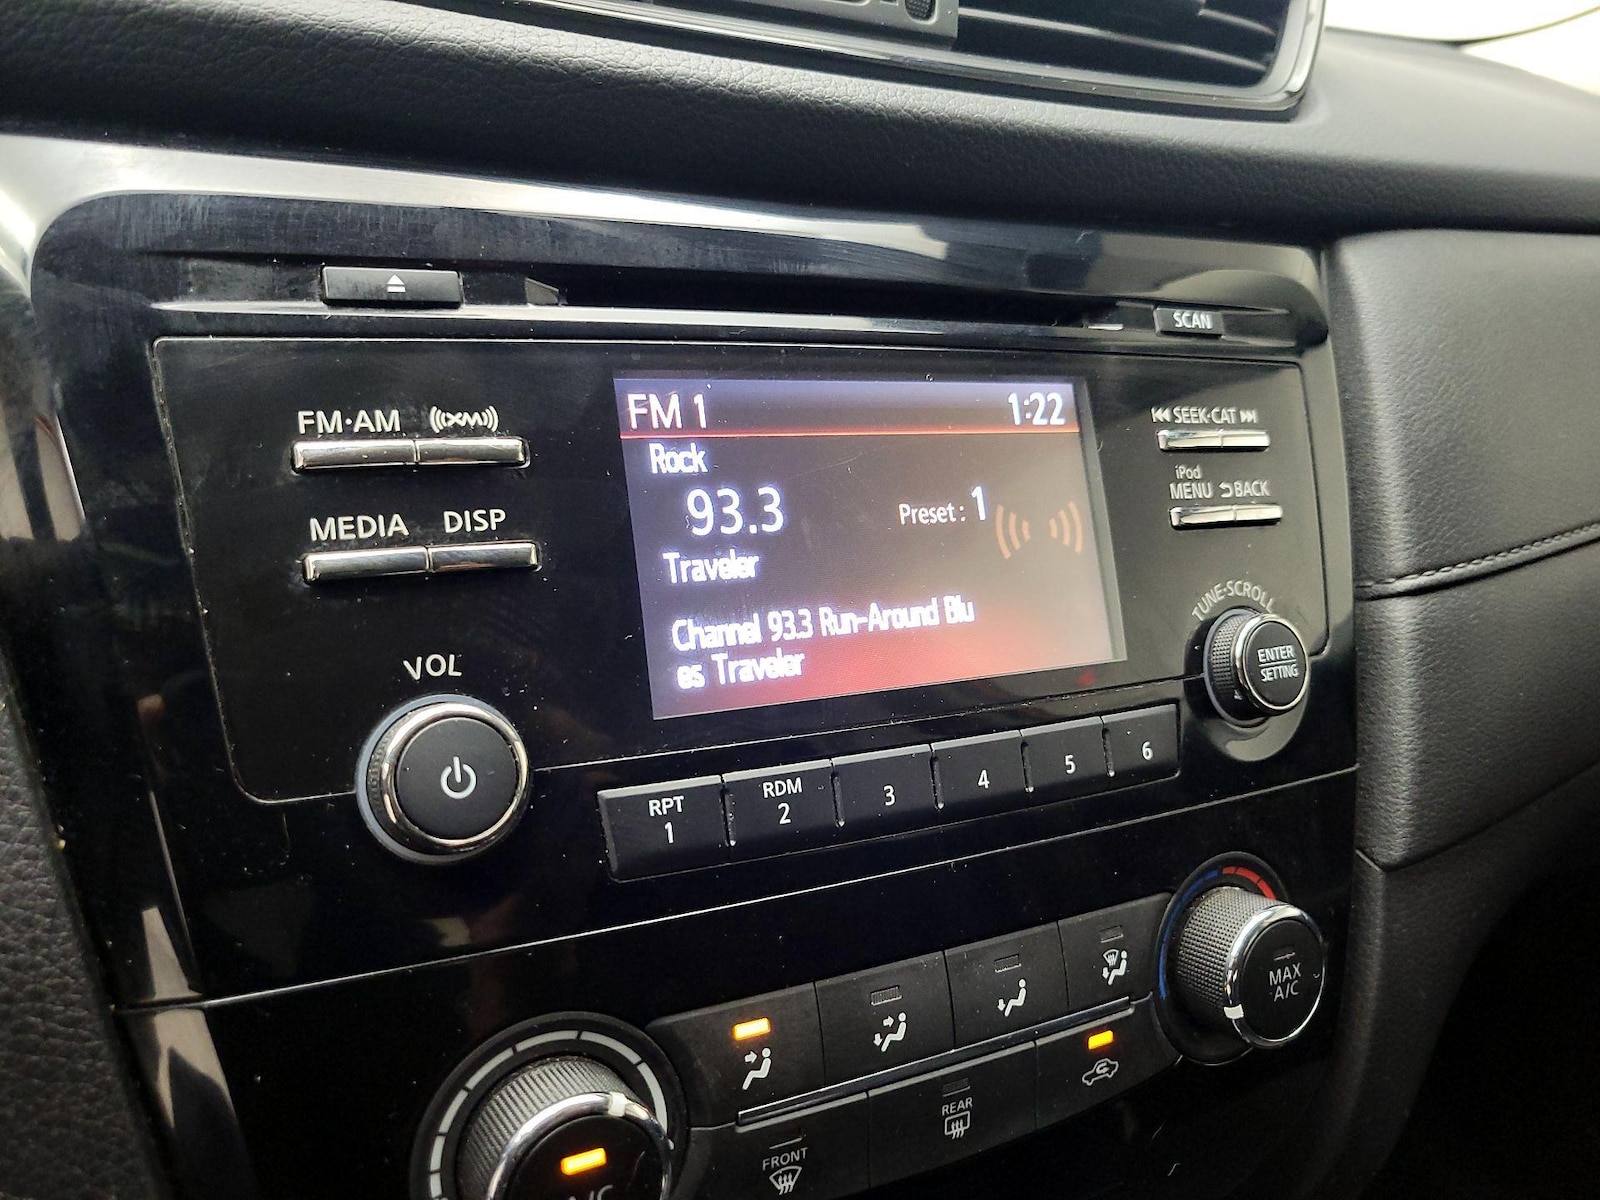 SCAN
FM·AM XM
SEEK·CAT
FM 1 1:22
Rock
iPod
MENU BACK
93.3 Preset : 1
MEDIA DISP
Traveler
TUNE·SCROLL
Channel 93.3 Run-Around Blu
es Traveler
ENTER
SETTING
VOL
RPT RDM
1 2 3 4 5 6
MAX
A/C
REAR
FRONT
A/C